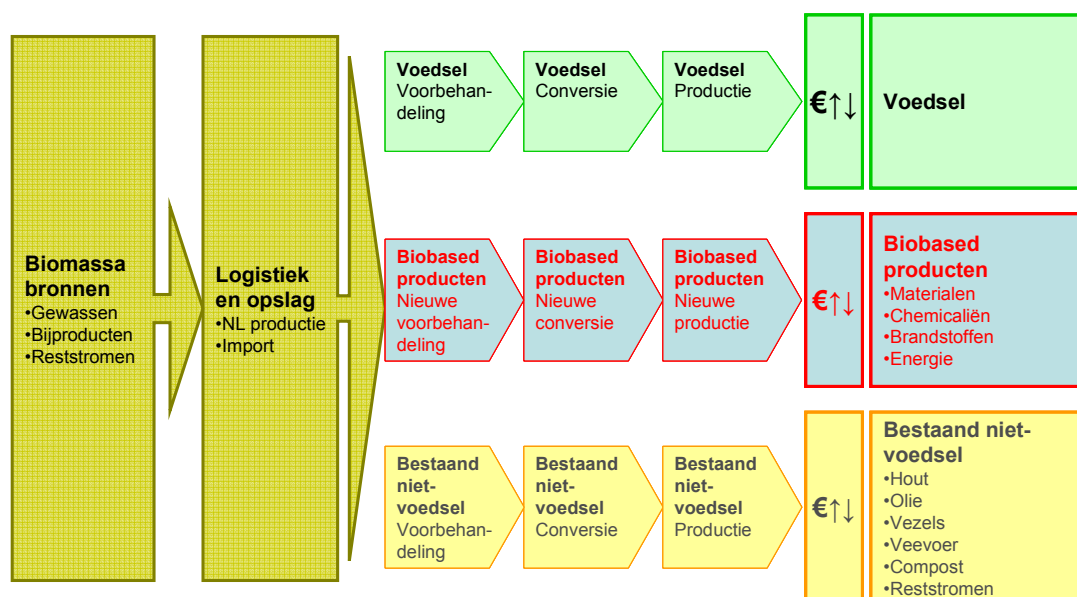 Biomassa
bronnen
•Gewassen
•Bijproducten
•Reststromen
Logistiek
en opslag
•NL productie
•Import
Voedsel
Voorbehan-
deling
Voedsel
Conversie
Voedsel
Productie
€↑↓
Voedsel
Biobased
producten
Nieuwe
voorbehan-
deling
Biobased
producten
Nieuwe
conversie
Biobased
producten
Nieuwe
productie
€↑↓
Biobased
producten
•Materialen
•Chemicaliën
•Brandstoffen
•Energie
Bestaand
niet-
voedsel
Voorbehan-
deling
Bestaand
niet-
voedsel
Conversie
Bestaand
niet-
voedsel
Productie
€↑↓
Bestaand niet-
voedsel
•Hout
•Olie
•Vezels
•Veevoer
•Compost
•Reststromen